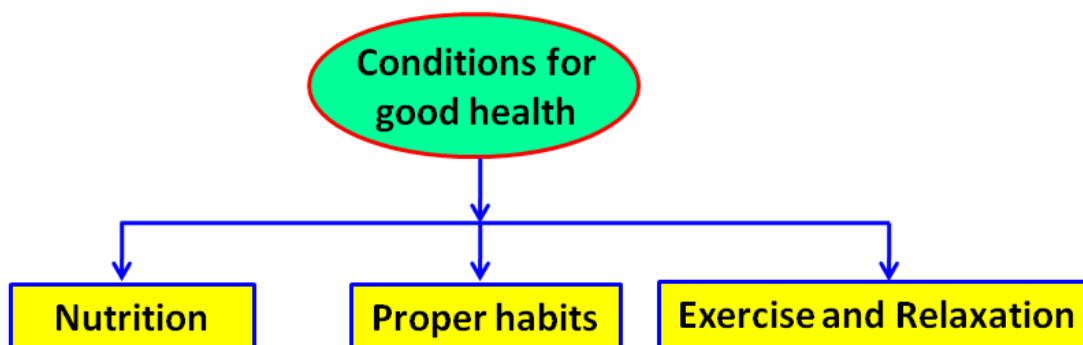 Conditions for
good health
Nutrition
Proper habits
Exercise and Relaxation